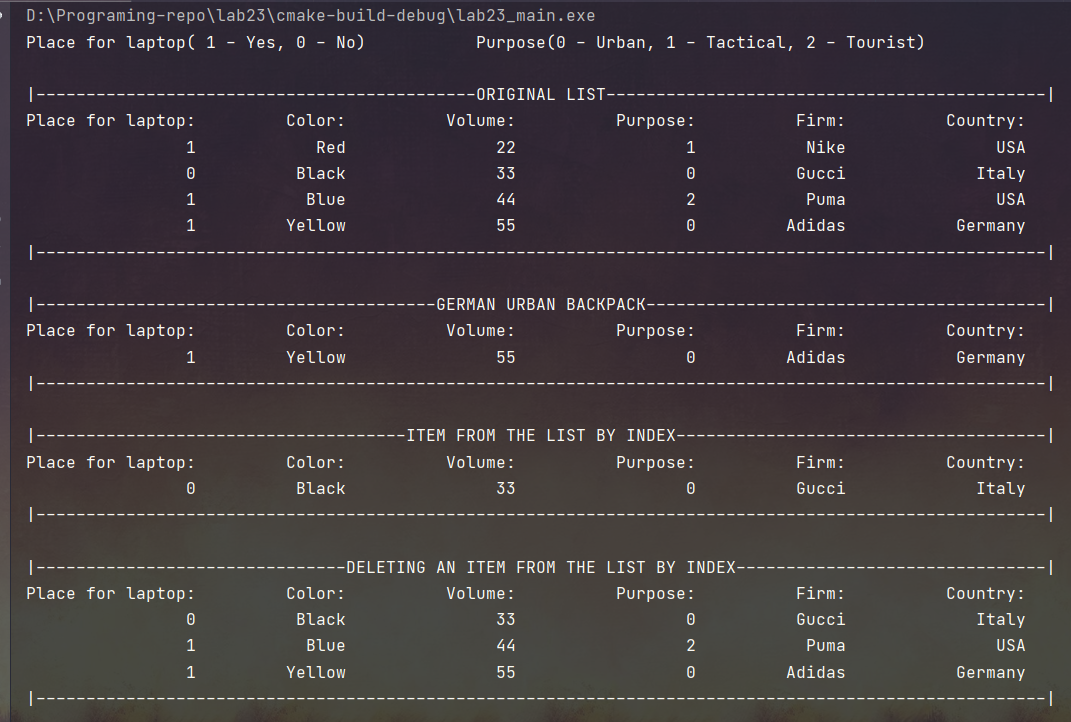 D:\Programing-repo\lab23\cmake-build-debug\lab23_main.exe
Place for laptop( 1 - Yes, 0 - No)           Purpose(0 - Urban, 1 - Tactical, 2 - Tourist)
|--------------------------------------------ORIGINAL LIST--------------------------------------------|
Place for laptop:         Color:          Volume:          Purpose:          Firm:          Country:
                1            Red               22                 1           Nike               USA
                0          Black               33                 0          Gucci             Italy
                1           Blue               44                 2           Puma               USA
                1         Yellow               55                 0         Adidas           Germany
|-----------------------------------------------------------------------------------------------------|
|----------------------------------------GERMAN URBAN BACKPACK----------------------------------------|
Place for laptop:         Color:          Volume:          Purpose:          Firm:          Country:
                1         Yellow               55                 0         Adidas           Germany
|-----------------------------------------------------------------------------------------------------|
|-------------------------------------ITEM FROM THE LIST BY INDEX-------------------------------------|
Place for laptop:         Color:          Volume:          Purpose:          Firm:          Country:
                0          Black               33                 0          Gucci             Italy
|-----------------------------------------------------------------------------------------------------|
|-------------------------------DELETING AN ITEM FROM THE LIST BY INDEX-------------------------------|
Place for laptop:         Color:          Volume:          Purpose:          Firm:          Country:
                0          Black               33                 0          Gucci             Italy
                1           Blue               44                 2           Puma               USA
                1         Yellow               55                 0         Adidas           Germany
|-----------------------------------------------------------------------------------------------------|